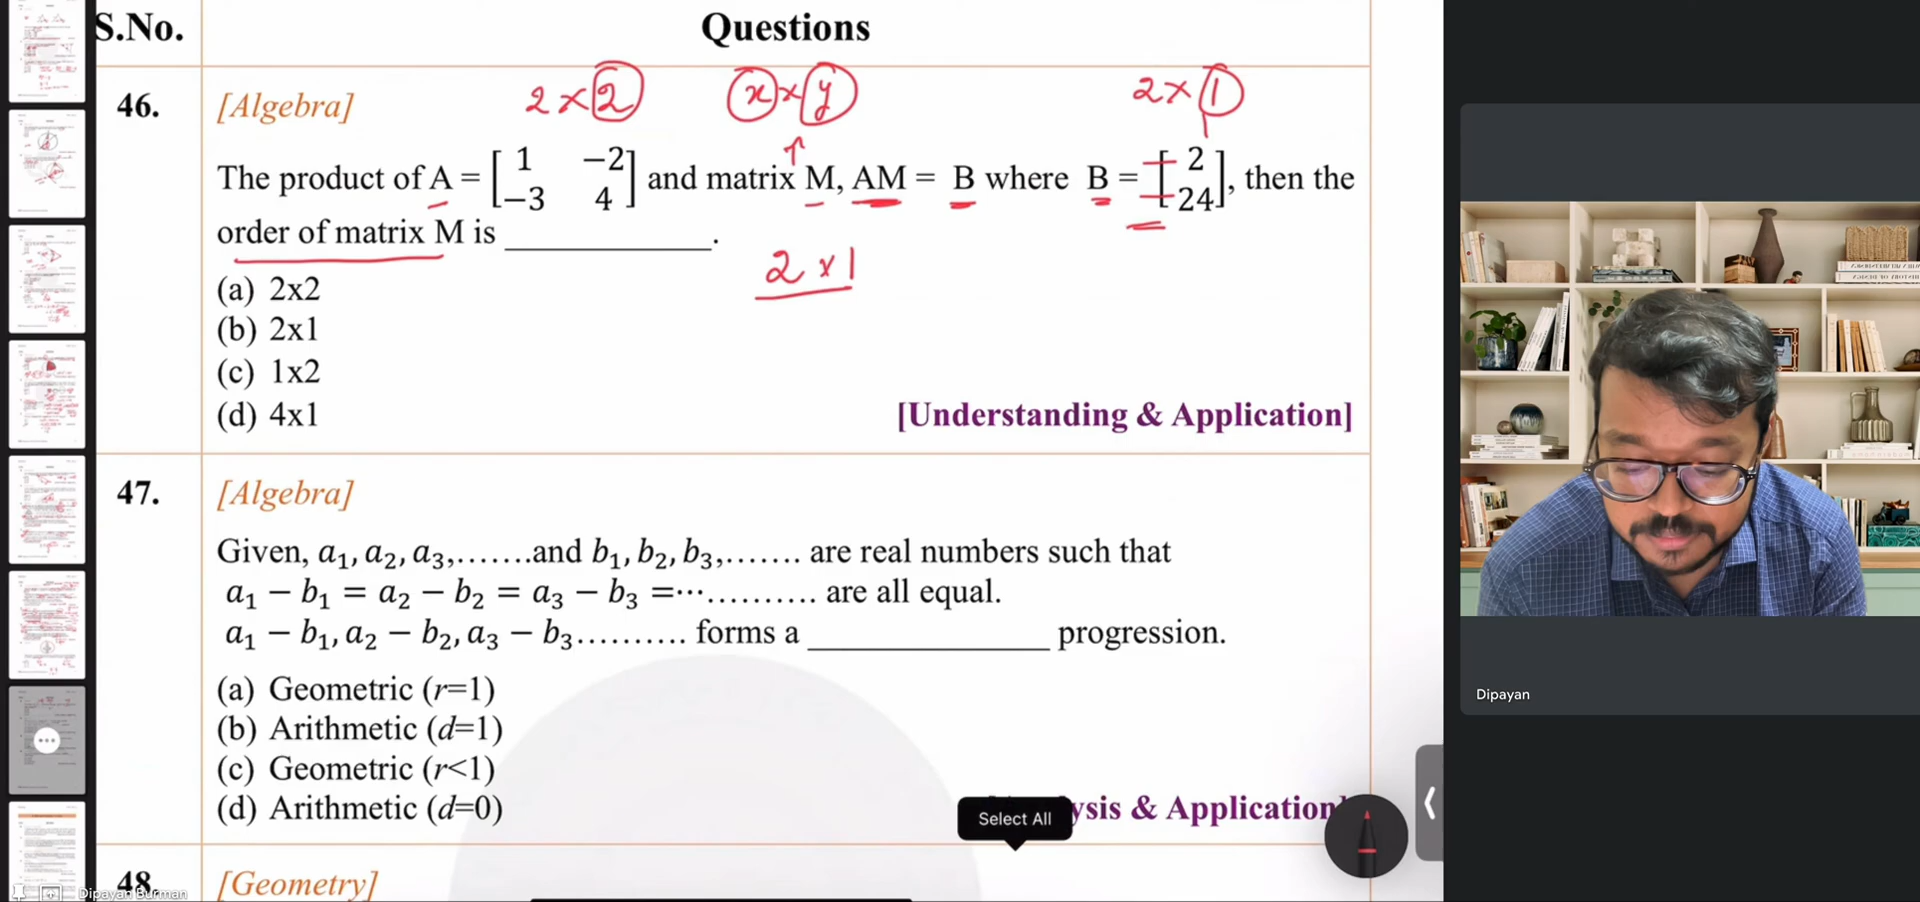 S.No. Questions
46. [Algebra] 2 × 2 x × y 2 × 1
The product of A = [1 −2 −3 4] and matrix M, AM = B where B = [2 24], then the
order of matrix M is ____________.
2 × 1
(a) 2x2
(b) 2x1
(c) 1x2
(d) 4x1
[Understanding & Application]
47. [Algebra]
Given, a₁, a₂, a₃,.......and b₁, b₂, b₃,....... are real numbers such that
a₁ − b₁ = a₂ − b₂ = a₃ − b₃ =⋯.......... are all equal.
a₁ − b₁, a₂ − b₂, a₃ − b₃.......... forms a ______________ progression.
(a) Geometric (r=1)
(b) Arithmetic (d=1)
(c) Geometric (r<1)
(d) Arithmetic (d=0)
Select All
ysis & Application]
48. [Geometry]
Dipayan Burman
Dipayan